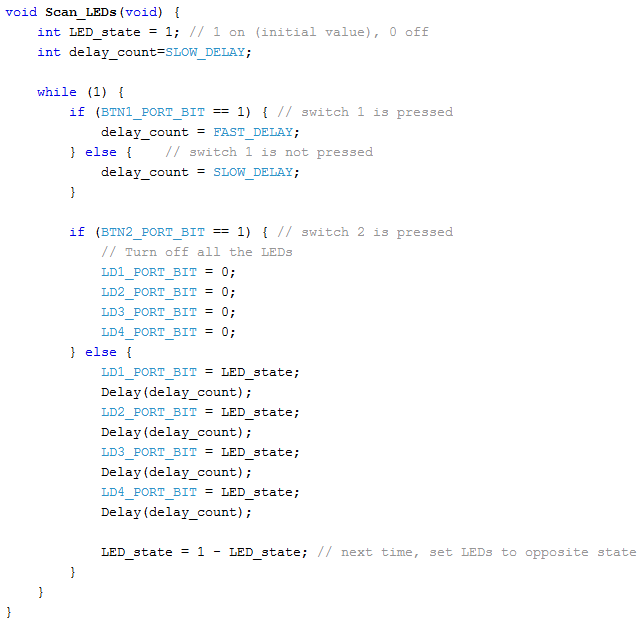 void Scan_LEDs(void) {
    int LED_state = 1; // 1 on (initial value), 0 off
    int delay_count=SLOW_DELAY;

    while (1) {
        if (BTN1_PORT_BIT == 1) { // switch 1 is pressed
            delay_count = FAST_DELAY;
        } else {    // switch 1 is not pressed
            delay_count = SLOW_DELAY;
        }

        if (BTN2_PORT_BIT == 1) { // switch 2 is pressed
            // Turn off all the LEDs
            LD1_PORT_BIT = 0;
            LD2_PORT_BIT = 0;
            LD3_PORT_BIT = 0;
            LD4_PORT_BIT = 0;
        } else {
            LD1_PORT_BIT = LED_state;
            Delay(delay_count);
            LD2_PORT_BIT = LED_state;
            Delay(delay_count);
            LD3_PORT_BIT = LED_state;
            Delay(delay_count);
            LD4_PORT_BIT = LED_state;
            Delay(delay_count);

            LED_state = 1 - LED_state; // next time, set LEDs to opposite state
        }
    }
}